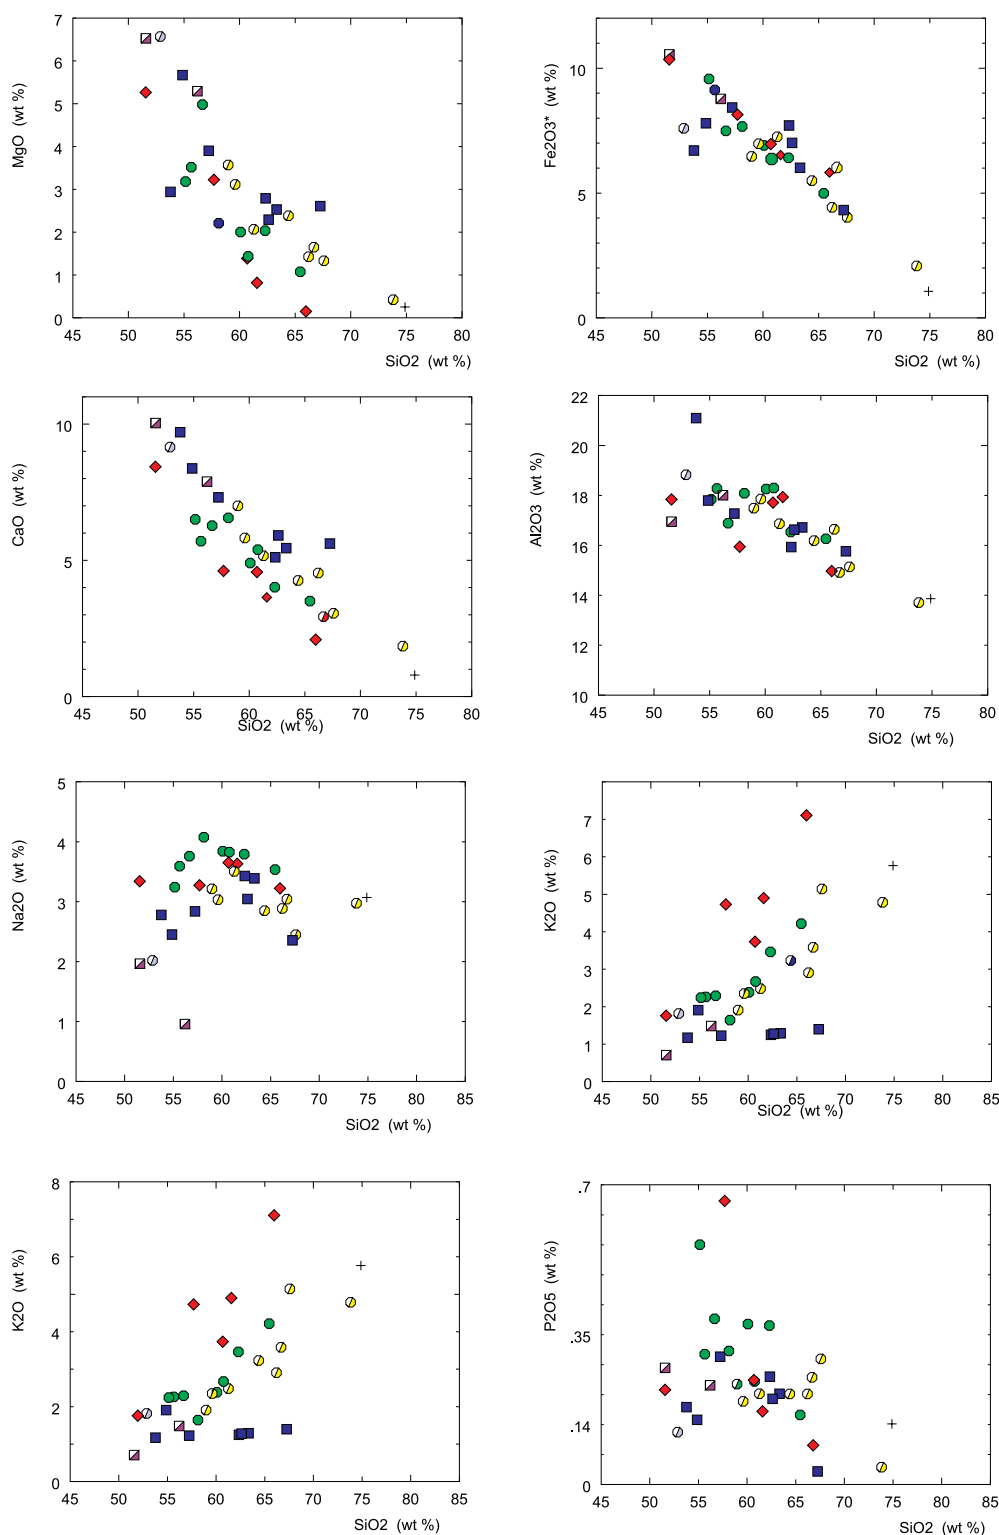 7
6
5
4
3
2
1
0
MgO (wt %)
45 50 55 60 65 70 75 80
SiO2 (wt %)
10
5
0
Fe2O3* (wt %)
45 50 55 60 65 70 75 80
SiO2 (wt %)
10
5
0
CaO (wt %)
45 50 55 60 65 70 75 80
SiO2 (wt %)
22
20
18
16
14
12
10
Al2O3 (wt %)
45 50 55 60 65 70 75 80
SiO2 (wt %)
5
4
3
2
1
0
Na2O (wt %)
45 50 55 60 65 70 75 80 85
SiO2 (wt %)
7
6
5
4
3
2
1
0
K2O (wt %)
45 50 55 60 65 70 75 80 85
SiO2 (wt %)
8
6
4
2
0
K2O (wt %)
45 50 55 60 65 70 75 80 85
SiO2 (wt %)
.7
.35
.14
0
P2O5 (wt %)
45 50 55 60 65 70 75 80 85
SiO2 (wt %)